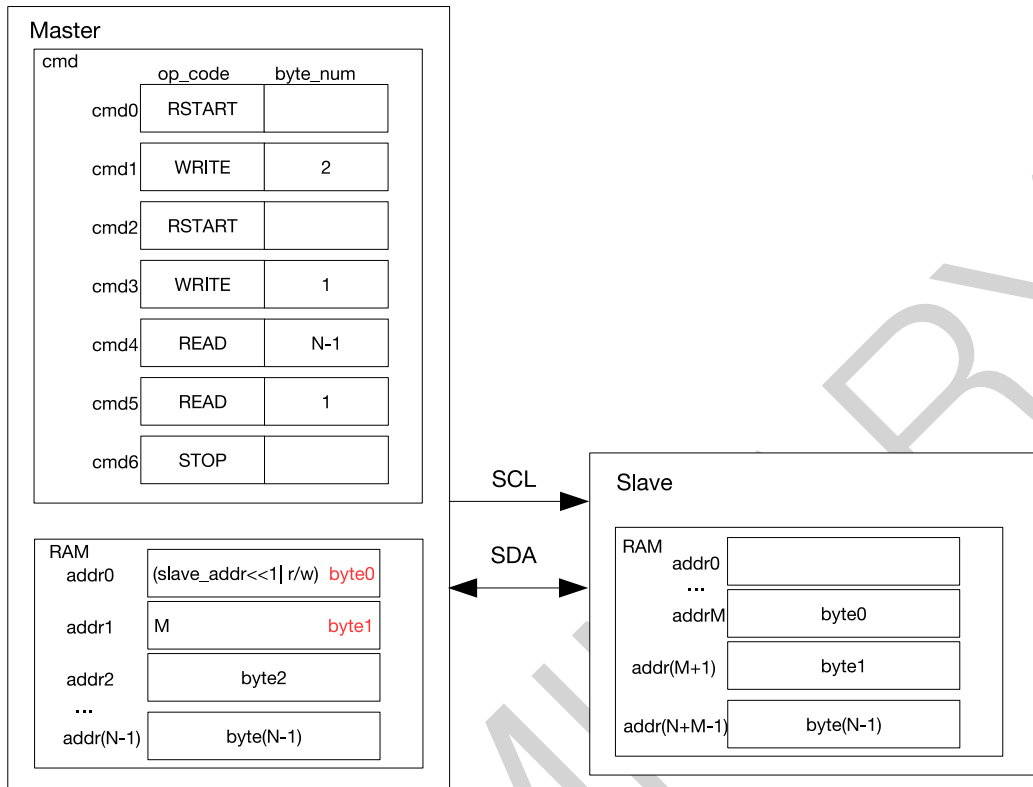 Master
cmd
op_code byte_num
cmd0 RSTART
cmd1 WRITE 2
cmd2 RSTART
cmd3 WRITE 1
cmd4 READ N-1
cmd5 READ 1
cmd6 STOP
RAM
addr0 (slave_addr<<1| r/w) byte0
addr1 M byte1
addr2 byte2
...
addr(N-1) byte(N-1)
SCL
SDA
Slave
RAM
addr0
...
addrM byte0
addr(M+1) byte1
addr(N+M-1) byte(N-1)